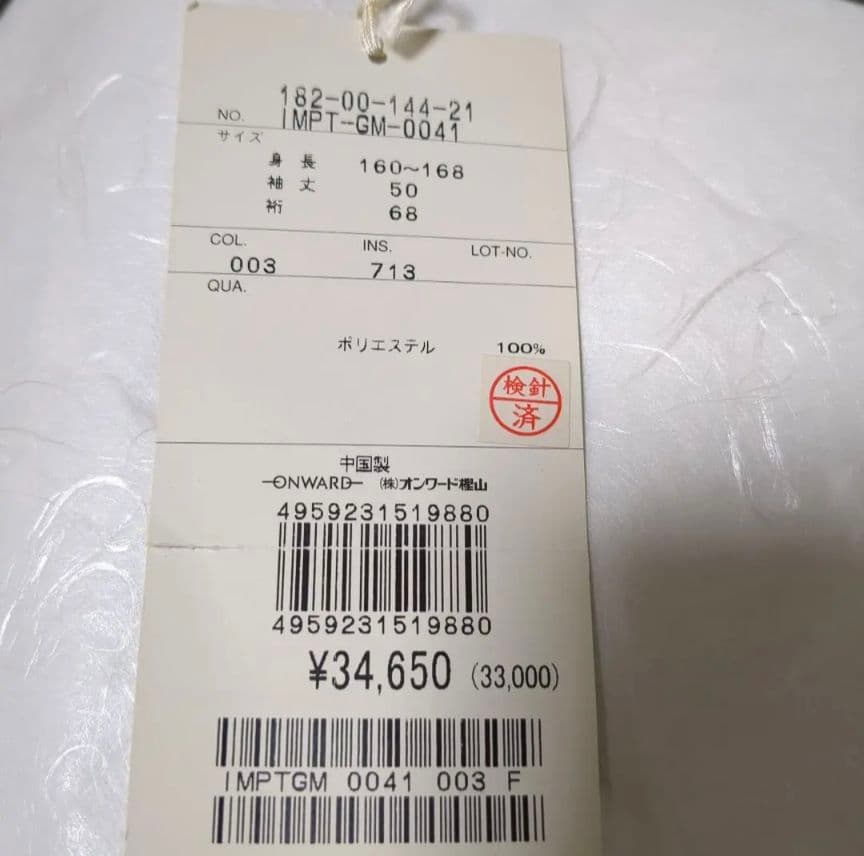 182-00-144-21
NO. IMPT-GM-0041
サイズ
身長 160~168
袖丈 50
裄 68
COL. INS. LOT-NO.
003 713
QUA.
ポリエステル 100%
検針
済
中国製
ONWARD (株)オンワード樫山
4959231519880
4959231519880
¥34,650 (33,000)
IMPTGM 0041 003 F